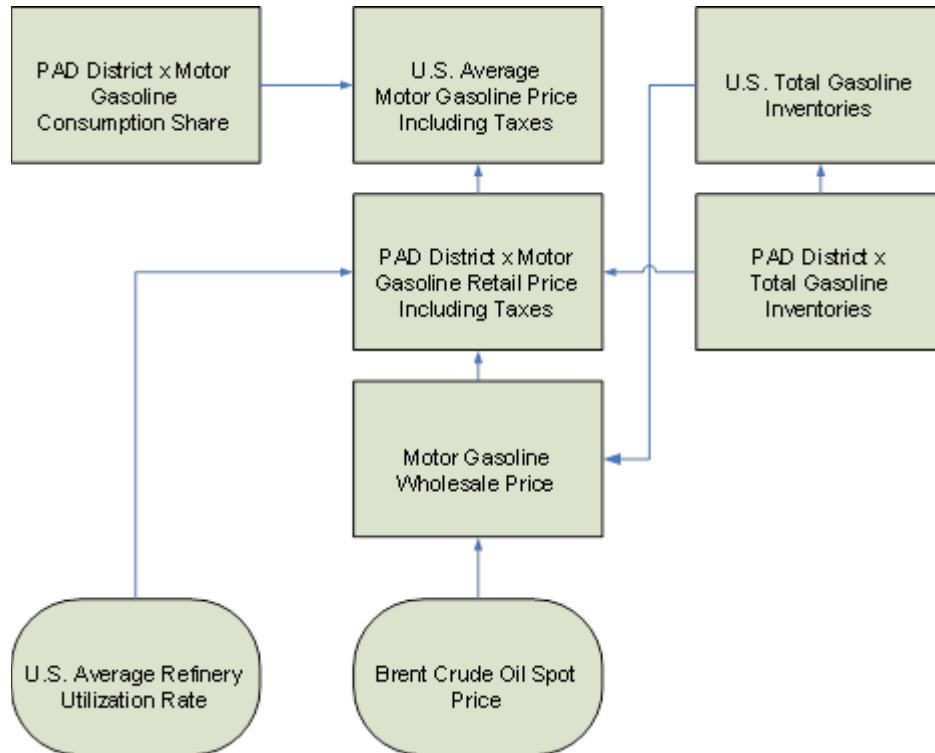 PAD District x Motor
Gasoline
Consumption Share
U.S. Average
Motor Gasoline Price
Including Taxes
U.S. Total Gasoline
Inventories
PAD District x Motor
Gasoline Retail Price
Including Taxes
PAD District x
Total Gasoline
Inventories
Motor Gasoline
Wholesale Price
U.S. Average Refinery
Utilization Rate
Brent Crude Oil Spot
Price